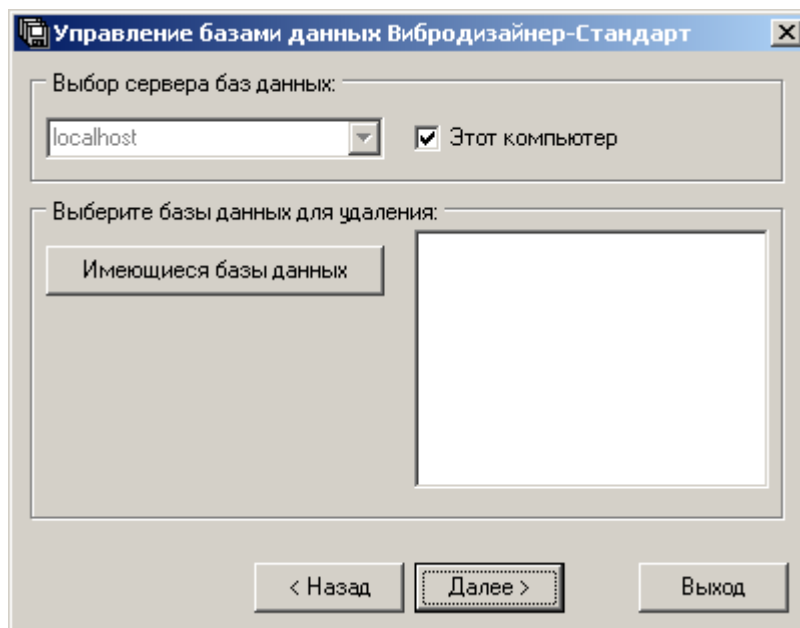 Управление базами данных Вибродизайнер-Стандарт
Выбор сервера баз данных:
localhost
Этот компьютер
Выберите базы данных для удаления:
Имеющиеся базы данных
< Назад
Далее >
Выход